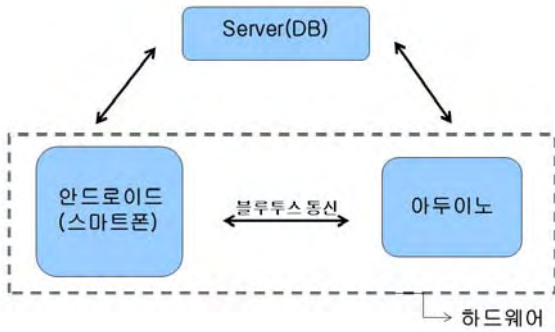 Server(DB)
안드로이드
(스마트폰)
블루투스 통신
아두이노
하드웨어